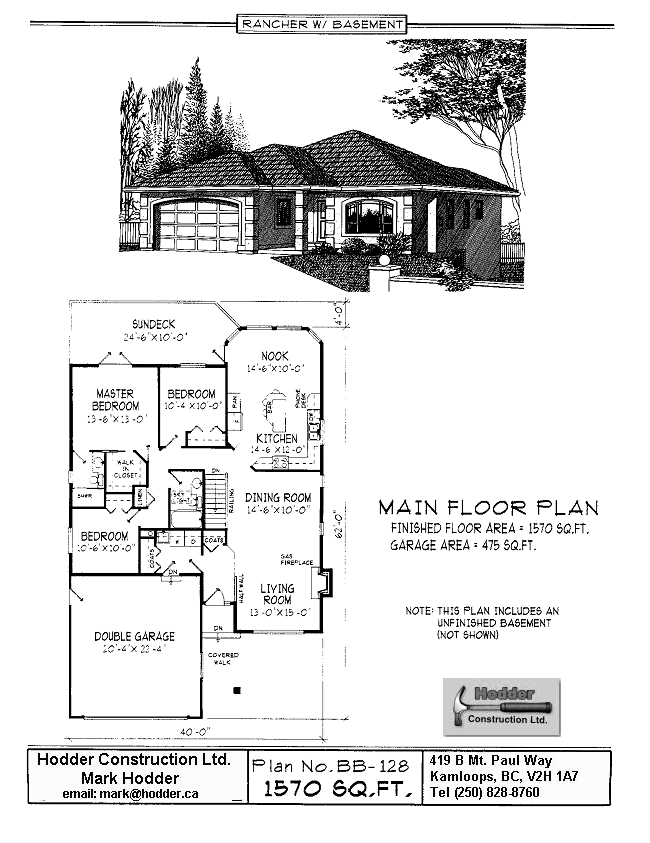 RANCHER W/ BASEMENT
SUNDECK
24'-6"X10'-0"
NOOK
14'-6"X10'-0"
MASTER
BEDROOM
13'-6"X13'-0"
BEDROOM
10'-4"X10'-0"
PAN
BAR
PHONE
DESK
DW
KITCHEN
14'-6"X12'-0"
4'-0"
WALK
IN
CLOSET
SHWR
LINEN
DN
RAILING
DINING ROOM
14'-6"X10'-0"
62'-0"
BEDROOM
10'-6"X10'-0"
COATS
COATS
GAS
FIREPLACE
LIVING
ROOM
13'-0"X15'-0"
HALF WALL
DN
DOUBLE GARAGE
COVERED
WALK
40'-0"
MAIN FLOOR PLAN
FINISHED FLOOR AREA = 1570 SQ.FT.
GARAGE AREA = 475 SQ.FT.
NOTE: THIS PLAN INCLUDES AN
UNFINISHED BASEMENT
(NOT SHOWN)
Hodder
Construction Ltd.
Hodder Construction Ltd.
Mark Hodder
email: mark@hodder.ca
Plan No. BB-128
1570 SQ.FT.
419 B Mt. Paul Way
Kamloops, BC, V2H 1A7
Tel (250) 828-8760